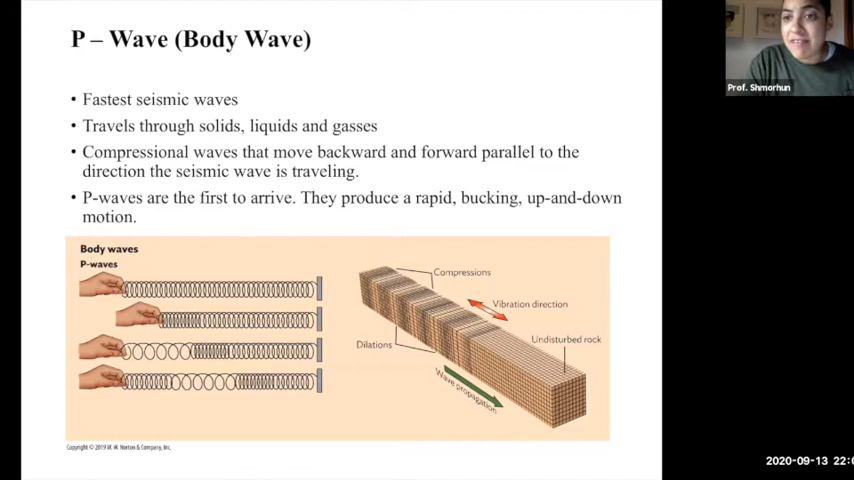 P – Wave (Body Wave)
• Fastest seismic waves
• Travels through solids, liquids and gasses
• Compressional waves that move backward and forward parallel to the
direction the seismic wave is traveling.
• P-waves are the first to arrive. They produce a rapid, bucking, up-and-down
motion.
Body waves
P-waves
Compressions
Vibration direction
Undisturbed rock
Dilations
Wave propagation
Copyright © 2019 W. W. Norton & Company, Inc.
Prof. Shmorhun
2020-09-13 22:0